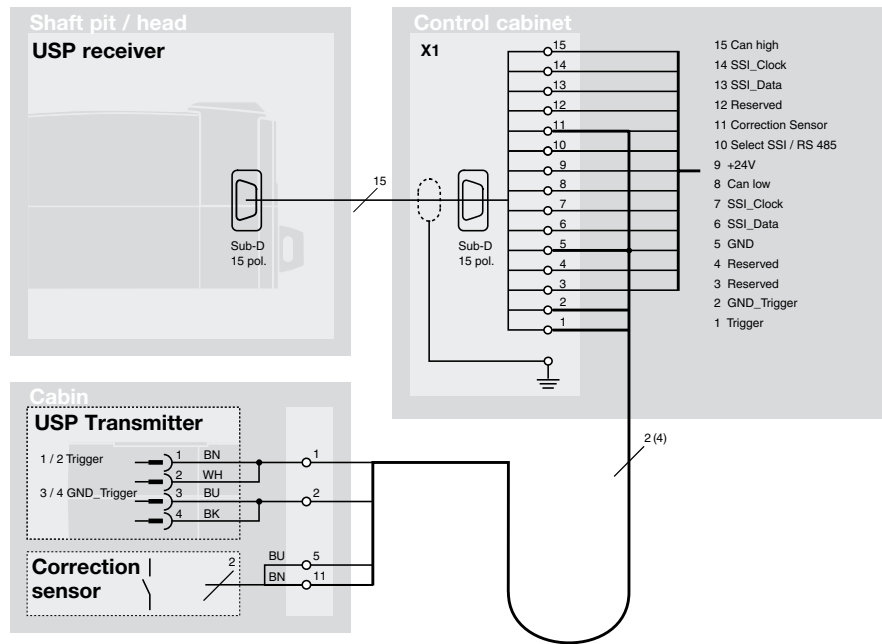 Shaft pit / head
USP receiver
Sub-D
15 pol.
15
Control cabinet
X1
Sub-D
15 pol.
15
14
13
12
11
10
9
8
7
6
5
4
3
2
1
15 Can high
14 SSI_Clock
13 SSI_Data
12 Reserved
11 Correction Sensor
10 Select SSI / RS 485
9 +24V
8 Can low
7 SSI_Clock
6 SSI_Data
5 GND
4 Reserved
3 Reserved
2 GND_Trigger
1 Trigger
2 (4)
Cabin
USP Transmitter
1 / 2 Trigger
1 BN
2 WH
3 / 4 GND_Trigger
3 BU
4 BK
1
2
Correction
sensor
2
BU 5
BN 11